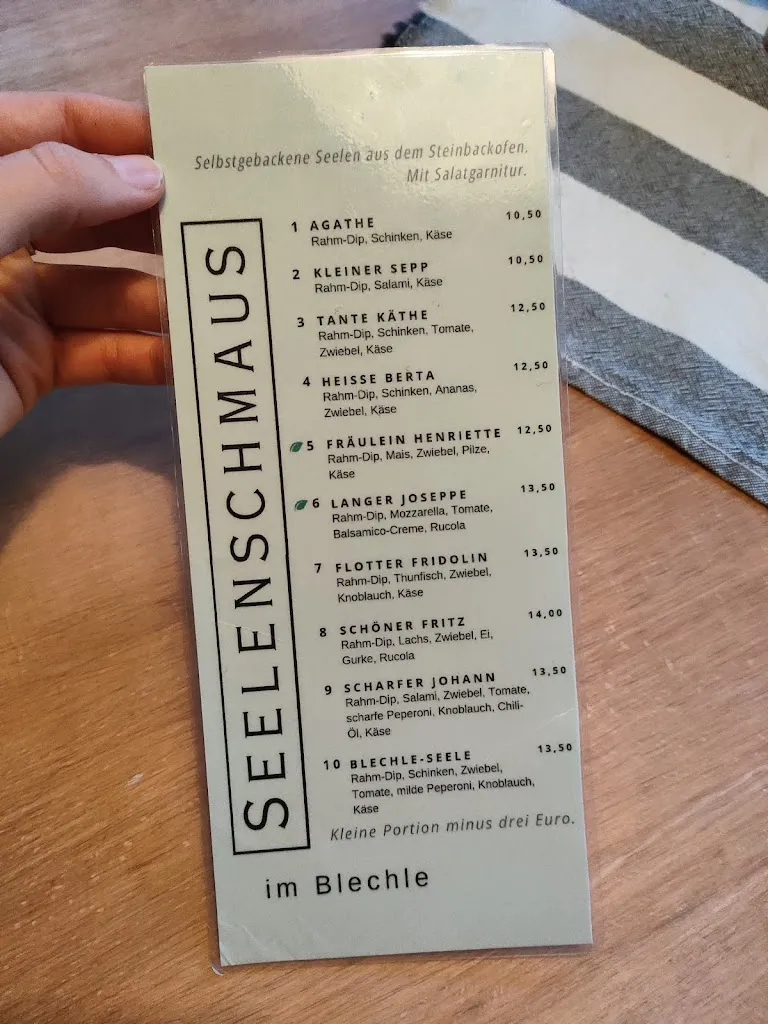 Selbstgebackene Seelen aus dem Steinbackofen.
Mit Salatgarnitur.
SEELENSCHMAUS
1 AGATHE 10,50
Rahm-Dip, Schinken, Käse
2 KLEINER SEPP 10,50
Rahm-Dip, Salami, Käse
3 TANTE KÄTHE 12,50
Rahm-Dip, Schinken, Tomate,
Zwiebel, Käse
4 HEISSE BERTA 12,50
Rahm-Dip, Schinken, Ananas,
Zwiebel, Käse
5 FRÄULEIN HENRIETTE 12,50
Rahm-Dip, Mais, Zwiebel, Pilze,
Käse
6 LANGER JOSEPPE 13,50
Rahm-Dip, Mozzarella, Tomate,
Balsamico-Creme, Rucola
7 FLOTTER FRIDOLIN 13,50
Rahm-Dip, Thunfisch, Zwiebel,
Knoblauch, Käse
8 SCHÖNER FRITZ 14,00
Rahm-Dip, Lachs, Zwiebel, Ei,
Gurke, Rucola
9 SCHARFER JOHANN 13,50
Rahm-Dip, Salami, Zwiebel, Tomate,
scharfe Peperoni, Knoblauch, Chili-
Öl, Käse
10 BLECHLE-SEELE 13,50
Rahm-Dip, Schinken, Zwiebel,
Tomate, milde Peperoni, Knoblauch,
Käse
Kleine Portion minus drei Euro.
im Blechle